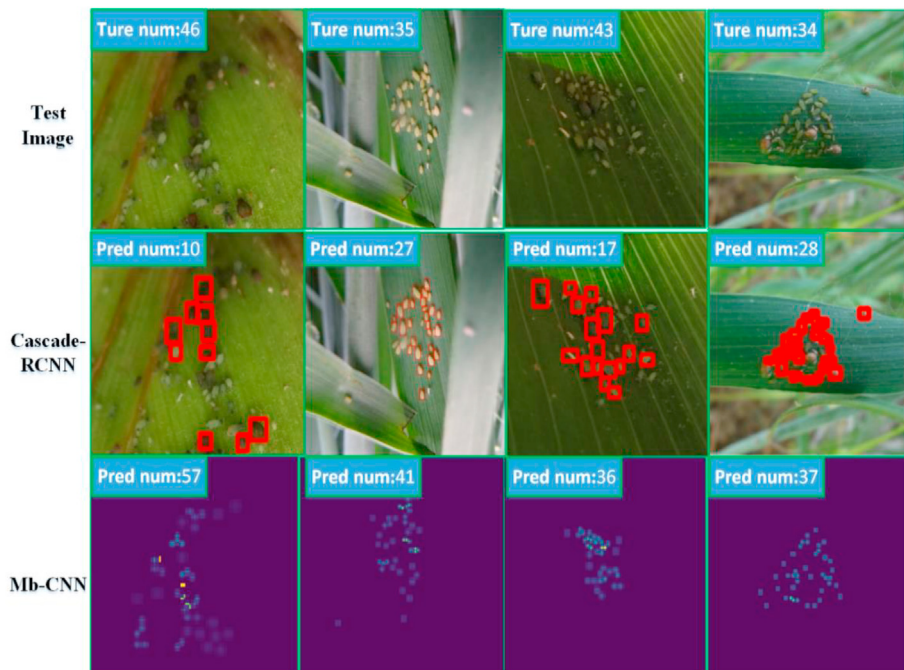 Ture num:46
Ture num:35
Ture num:43
Ture num:34
Test
Image
Pred num:10
Pred num:27
Pred num:17
Pred num:28
Cascade-
RCNN
Pred num:57
Pred num:41
Pred num:36
Pred num:37
Mb-CNN